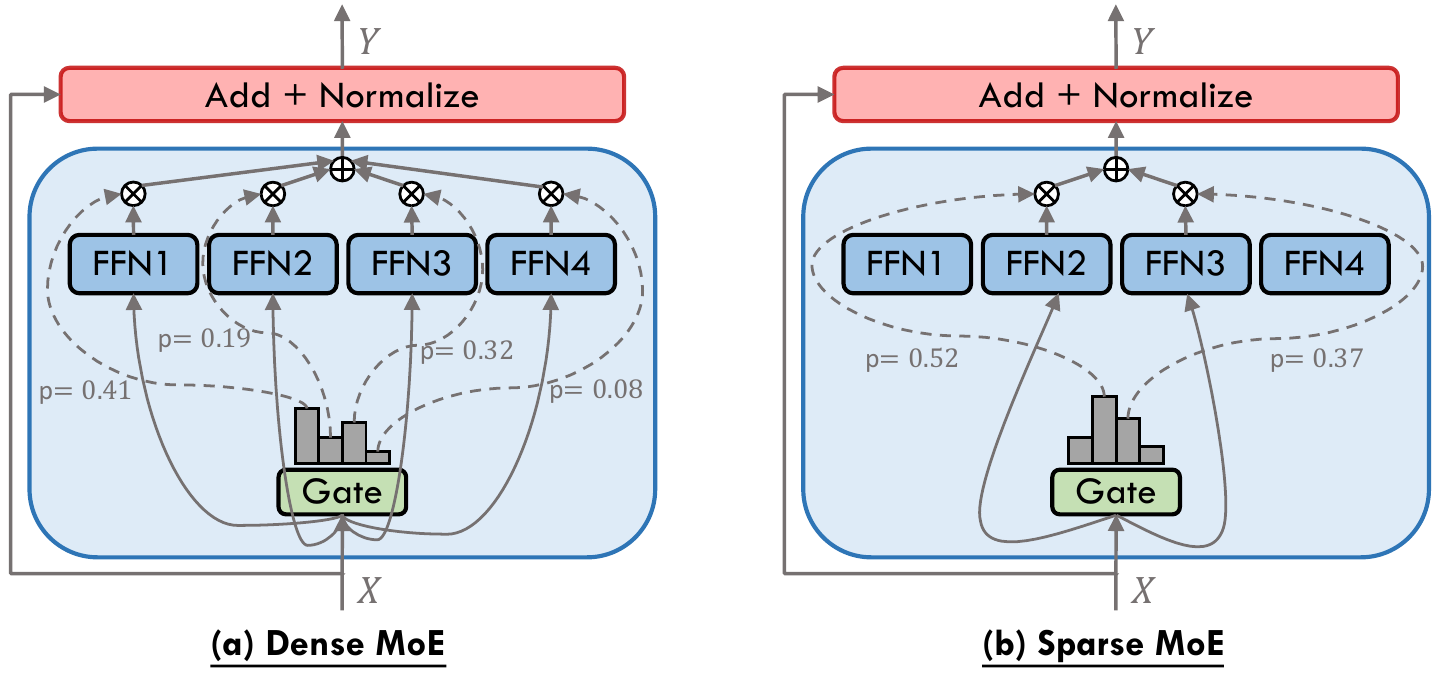 Y
Add + Normalize
FFN1
FFN2
FFN3
FFN4
p= 0.19
p= 0.32
p= 0.41
p= 0.08
Gate
X
(a) Dense MoE
Y
Add + Normalize
FFN1
FFN2
FFN3
FFN4
p= 0.52
p= 0.37
Gate
X
(b) Sparse MoE